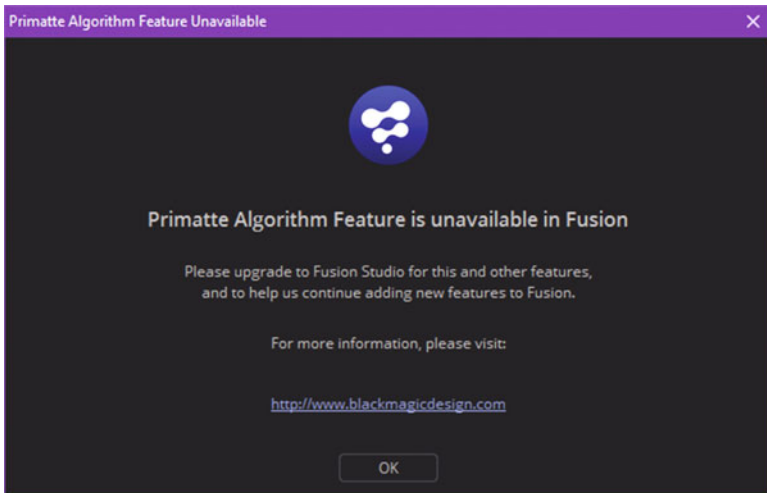 Primatte Algorithm Feature Unavailable
Primatte Algorithm Feature is unavailable in Fusion
Please upgrade to Fusion Studio for this and other features,
and to help us continue adding new features to Fusion.
For more information, please visit:
http://www.blackmagicdesign.com
OK